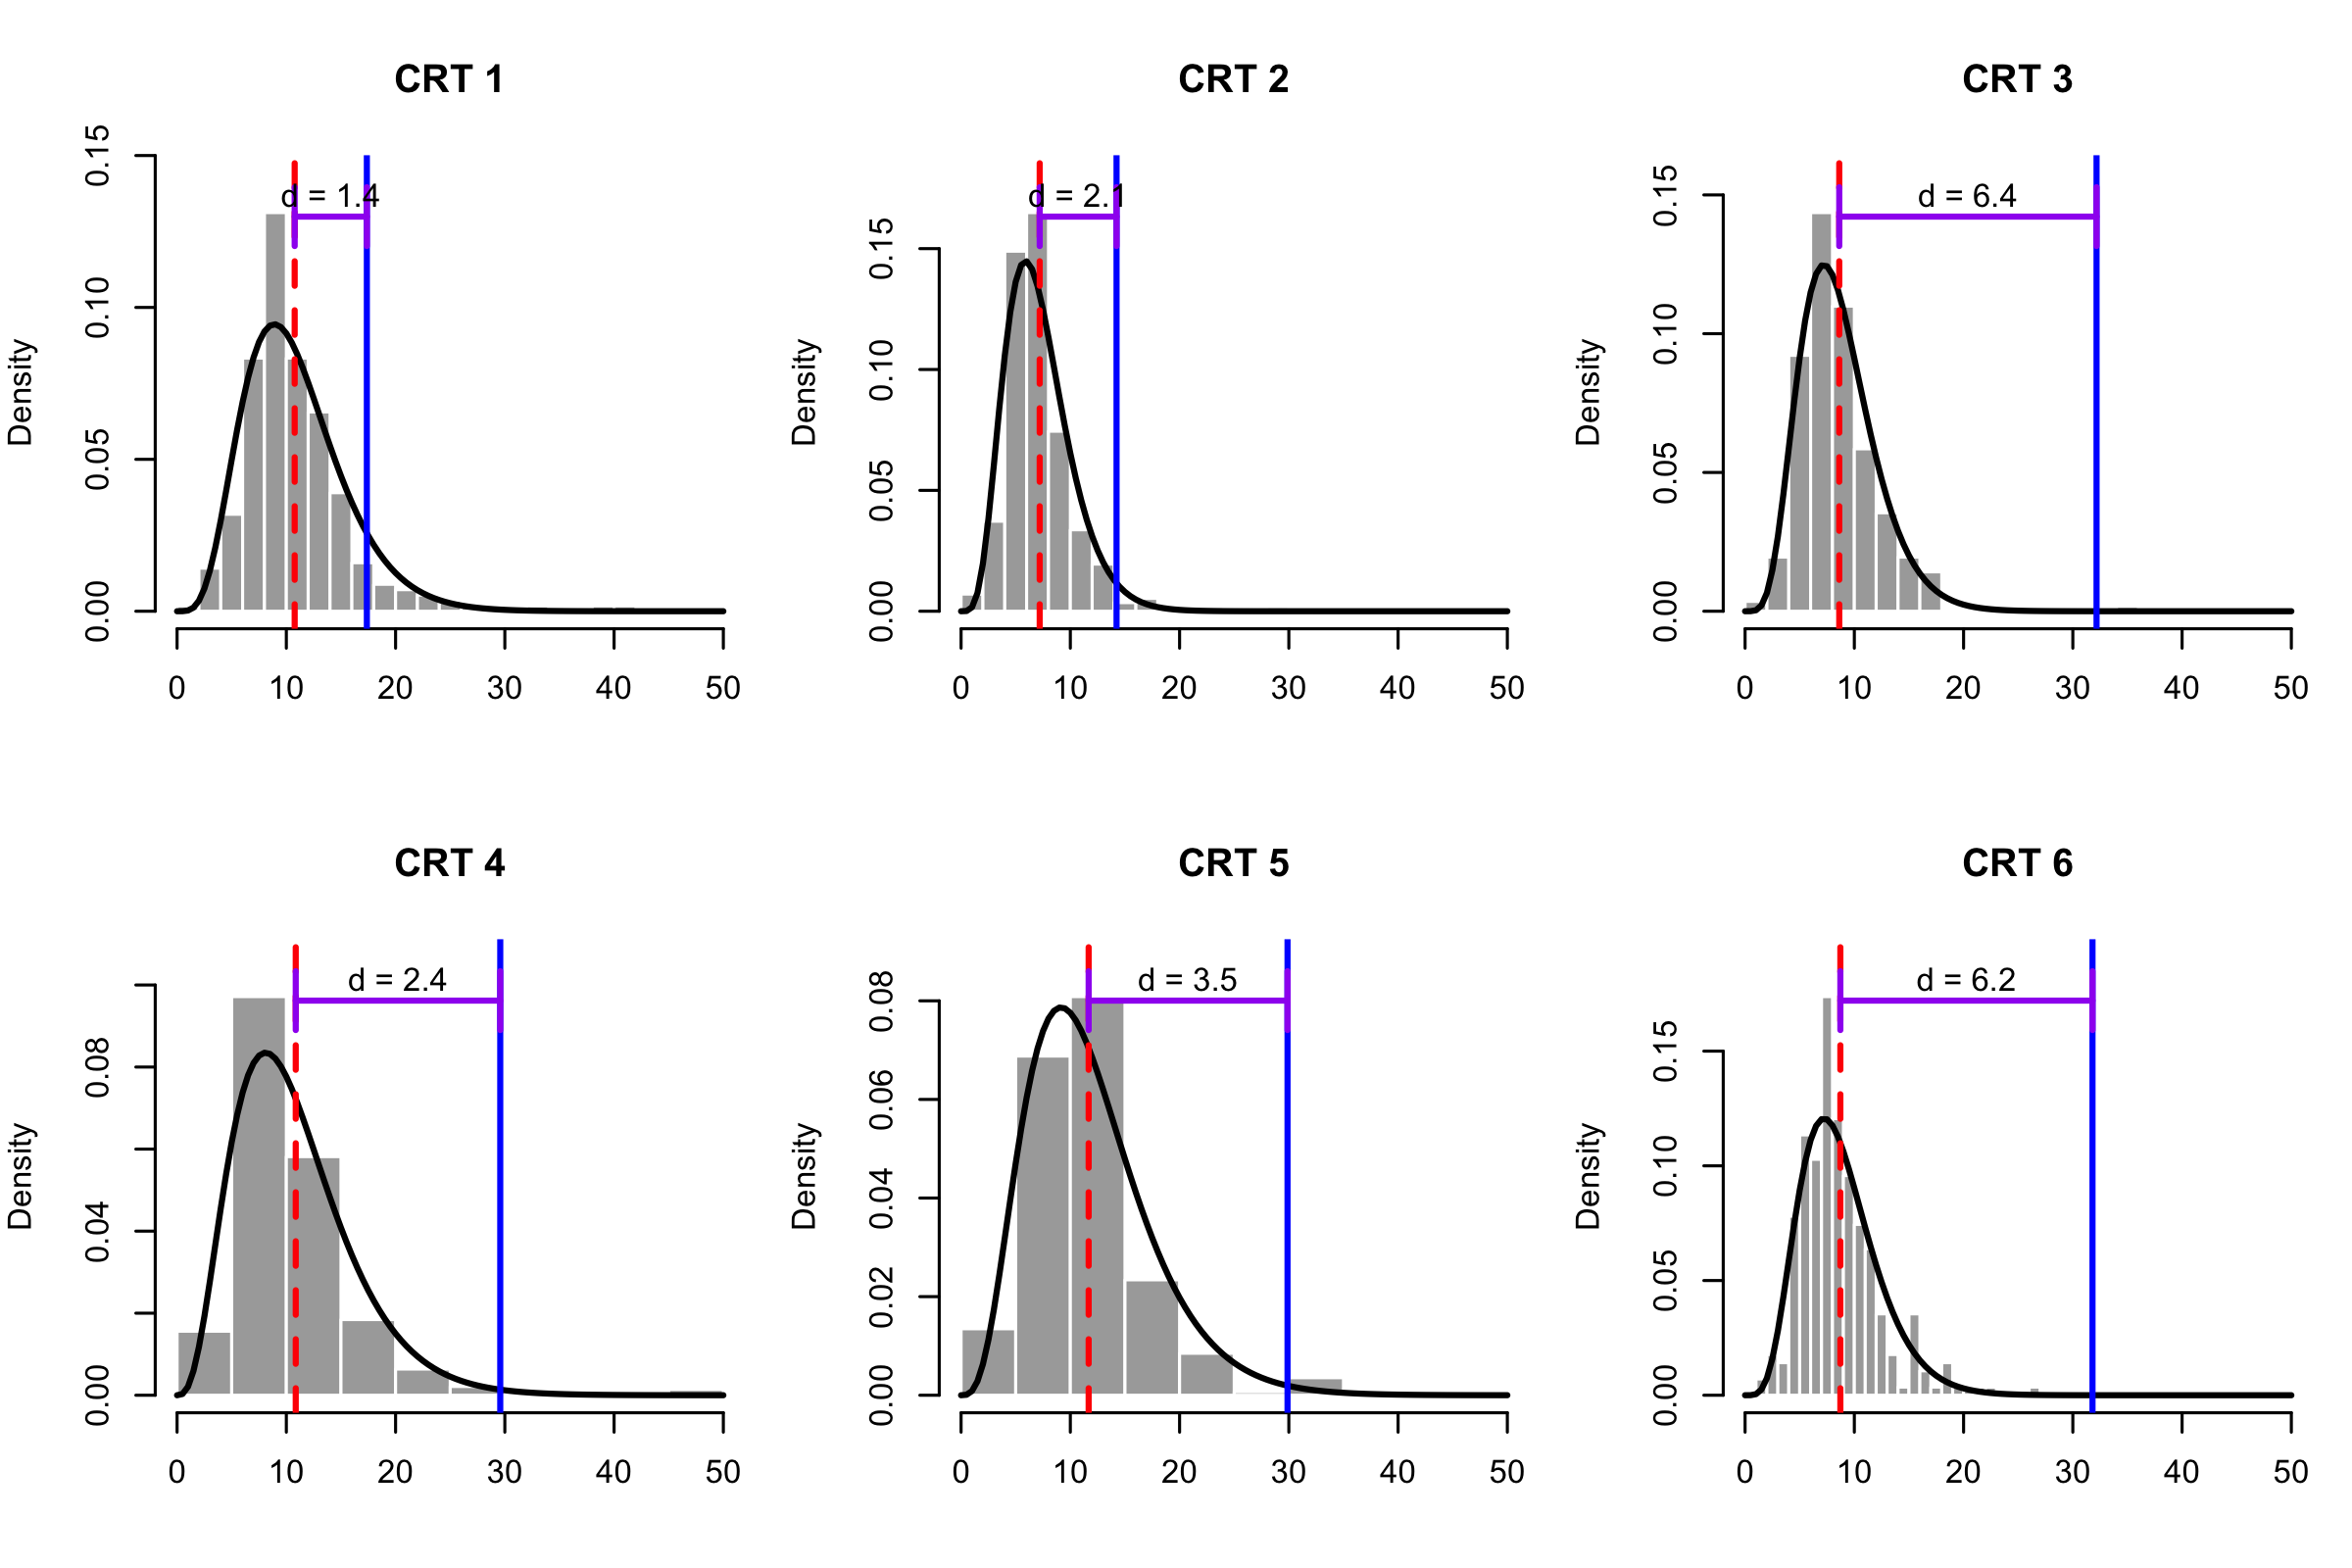 CRT 1
Density
0.00 0.05 0.10 0.15
d = 1.4
0 10 20 30 40 50
CRT 2
Density
0.00 0.05 0.10 0.15
d = 2.1
0 10 20 30 40 50
CRT 3
Density
0.00 0.05 0.10 0.15
d = 6.4
0 10 20 30 40 50
CRT 4
Density
0.00 0.04 0.08
d = 2.4
0 10 20 30 40 50
CRT 5
Density
0.00 0.02 0.04 0.06 0.08
d = 3.5
0 10 20 30 40 50
CRT 6
Density
0.00 0.05 0.10 0.15
d = 6.2
0 10 20 30 40 50